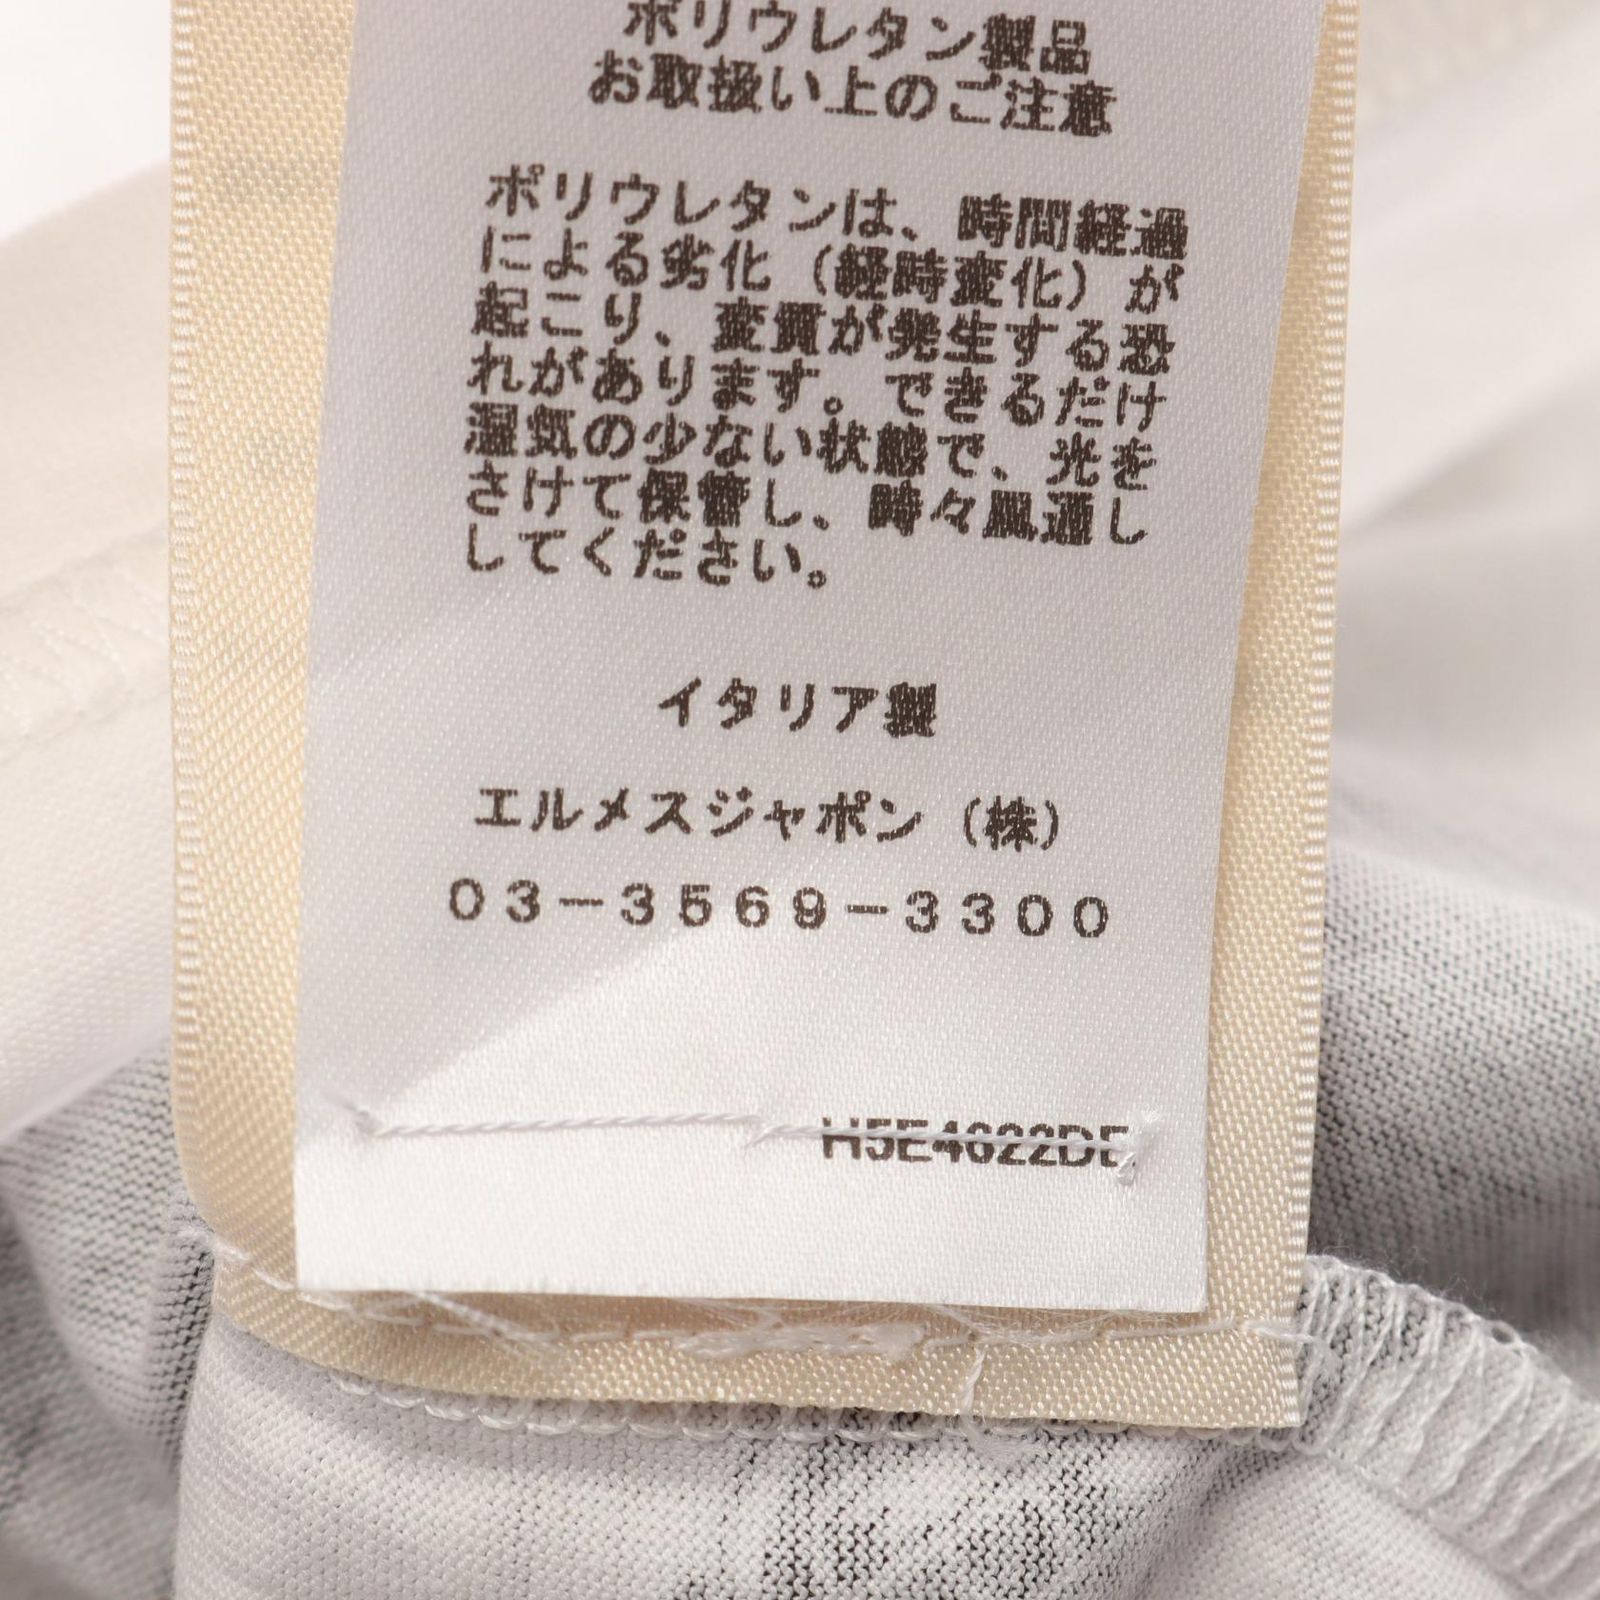 ポリウレタン製品
お取扱い上のご注意
ポリウレタンは、時間経過
による劣化（経時変化）が
起こり、変質が発生する恐
れがあります。できるだけ
湿気の少ない状態で、光を
さけて保管し、時々風通し
してください。
イタリア製
エルメスジャポン（株）
03-3569-3300
H5E4622DE